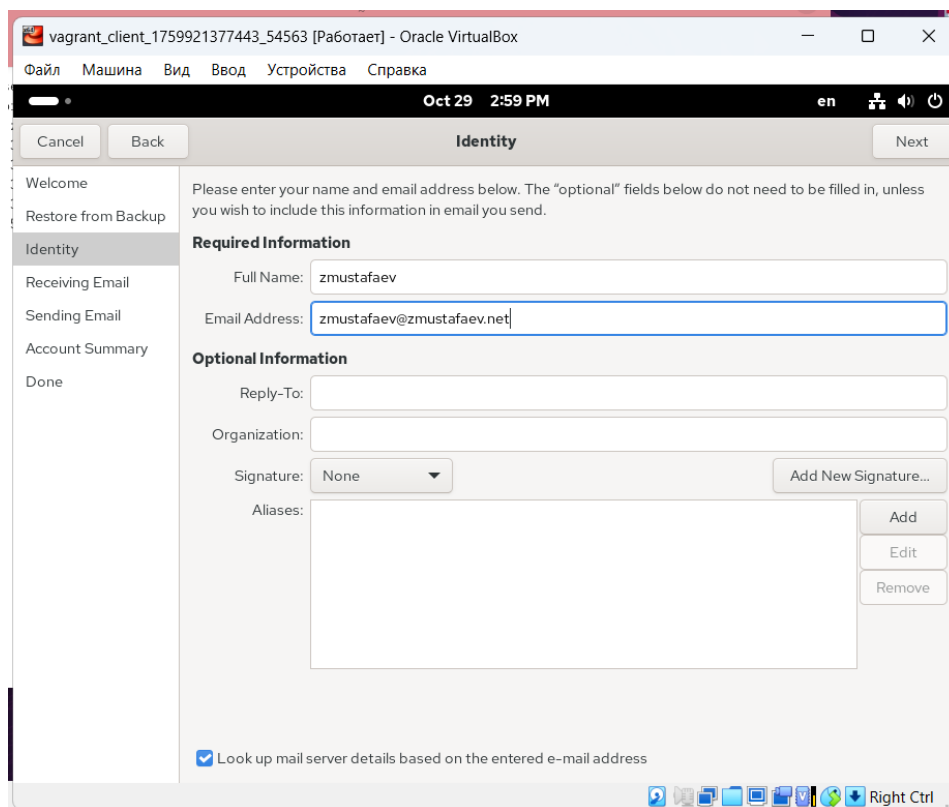 vagrant_client_1759921377443_54563 [Работает] - Oracle VirtualBox
Файл Машина Вид Ввод Устройства Справка
Oct 29 2:59 PM en
Cancel Back Identity Next
Welcome
Restore from Backup
Identity
Receiving Email
Sending Email
Account Summary
Done
Please enter your name and email address below. The “optional” fields below do not need to be filled in, unless
you wish to include this information in email you send.
Required Information
Full Name: zmustafaev
Email Address: zmustafaev@zmustafaev.net
Optional Information
Reply-To:
Organization:
Signature: None Add New Signature...
Aliases:
Add
Edit
Remove
Look up mail server details based on the entered e-mail address
Right Ctrl